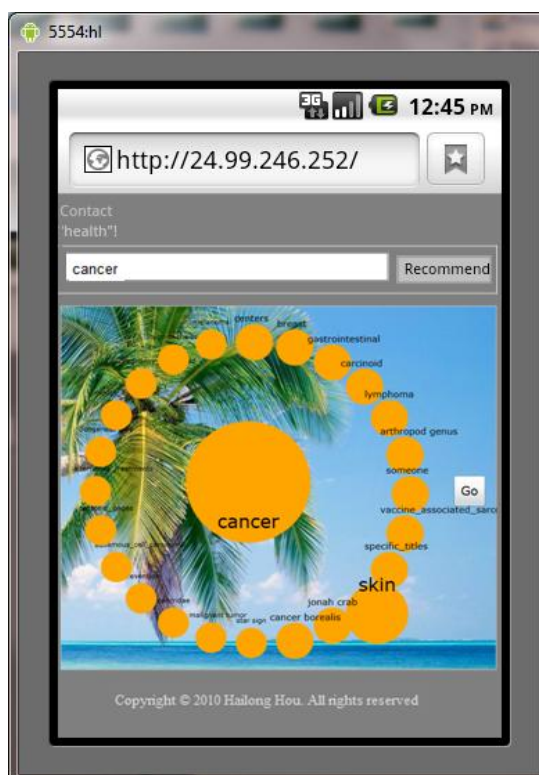 5554:hl
3G
12:45 PM
http://24.99.246.252/
Contact
"health"!
cancer
Recommend
centers
breast
gastrointestinal
carcinoid
lymphoma
arthropod genus
someone
Go
vaccine_associated_sarco
specific_titles
skin
jonah crab
cancer borealis
star sign
malignant tumor
cancer
Copyright © 2010 Hailong Hou. All rights reserved